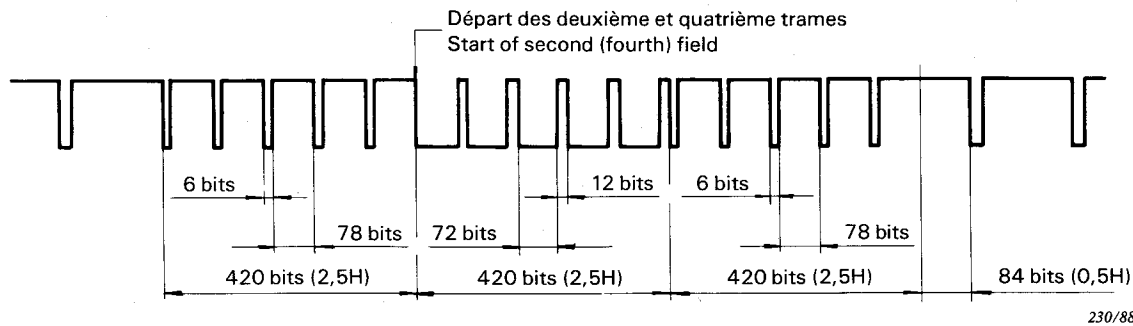 Départ des deuxième et quatrième trames
Start of second (fourth) field
6 bits
12 bits
6 bits
78 bits
72 bits
78 bits
420 bits (2,5H)
420 bits (2,5H)
420 bits (2,5H)
84 bits (0,5H)
230/88